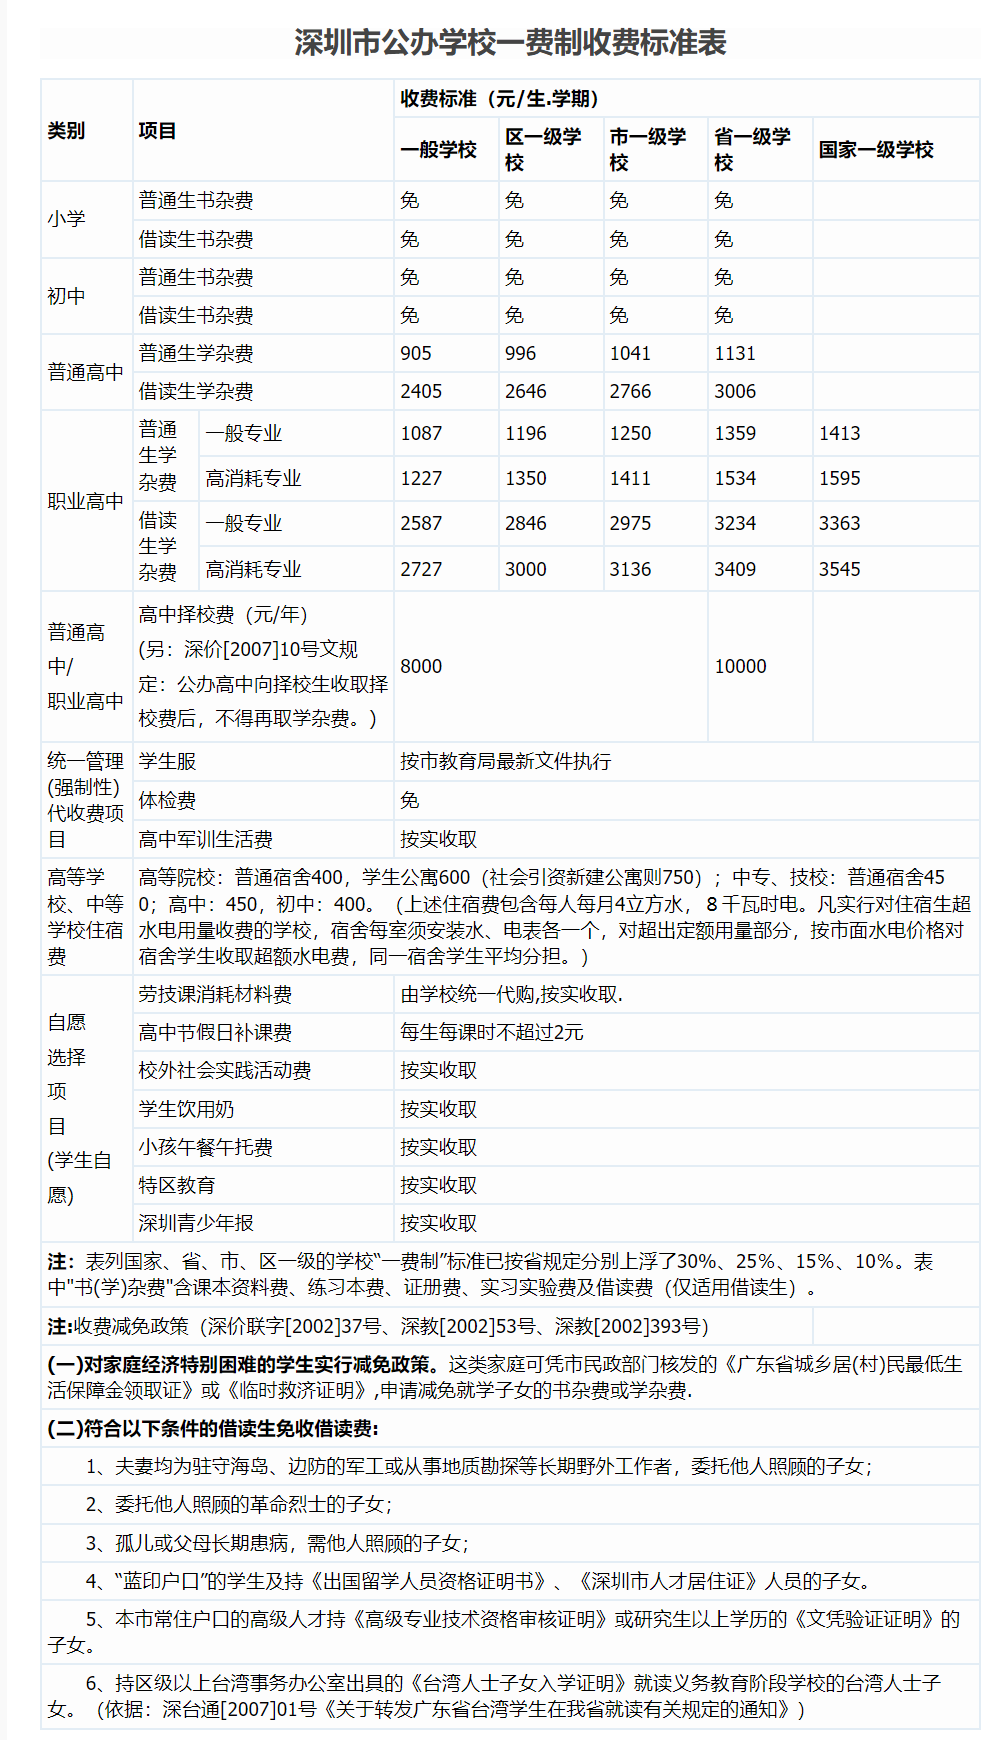 深圳市公办学校一费制收费标准表
类别 项目 收费标准（元/生.学期）
一般学校 区一级学校 市一级学校 省一级学校 国家一级学校
小学 普通生书杂费 免 免 免 免
借读生书杂费 免 免 免 免
初中 普通生书杂费 免 免 免 免
借读生书杂费 免 免 免 免
普通高中 普通生学杂费 905 996 1041 1131
借读生学杂费 2405 2646 2766 3006
职业高中 普通生学杂费 一般专业 1087 1196 1250 1359 1413
高消耗专业 1227 1350 1411 1534 1595
借读生学杂费 一般专业 2587 2846 2975 3234 3363
高消耗专业 2727 3000 3136 3409 3545
普通高中/
职业高中
高中择校费（元/年）
(另：深价[2007]10号文规
定：公办高中向择校生收取择
校费后，不得再取学杂费。)
8000 10000
统一管理
(强制性)
代收费项
目
学生服 按市教育局最新文件执行
体检费 免
高中军训生活费 按实收取
高等学
校、中等
学校住宿
费
高等院校：普通宿舍400，学生公寓600（社会引资新建公寓则750）；中专、技校：普通宿舍45
0；高中：450，初中：400。（上述住宿费包含每人每月4立方水，８千瓦时电。凡实行对住宿生超
水电用量收费的学校，宿舍每室须安装水、电表各一个，对超出定额用量部分，按市面水电价格对
宿舍学生收取超额水电费，同一宿舍学生平均分担。)
自愿
选择
项
目
(学生自
愿)
劳技课消耗材料费 由学校统一代购,按实收取.
高中节假日补课费 每生每课时不超过2元
校外社会实践活动费 按实收取
学生饮用奶 按实收取
小孩午餐午托费 按实收取
特区教育 按实收取
深圳青少年报 按实收取
注：表列国家、省、市、区一级的学校“一费制”标准已按省规定分别上浮了30%、25%、15%、10%。表
中"书(学)杂费"含课本资料费、练习本费、证册费、实习实验费及借读费（仅适用借读生）。
注:收费减免政策（深价联字[2002]37号、深教[2002]53号、深教[2002]393号）
(一)对家庭经济特别困难的学生实行减免政策。这类家庭可凭市民政部门核发的《广东省城乡居(村)民最低生
活保障金领取证》或《临时救济证明》,申请减免就学子女的书杂费或学杂费.
(二)符合以下条件的借读生免收借读费:
1、夫妻均为驻守海岛、边防的军工或从事地质勘探等长期野外工作者，委托他人照顾的子女；
2、委托他人照顾的革命烈士的子女；
3、孤儿或父母长期患病，需他人照顾的子女；
4、“蓝印户口”的学生及持《出国留学人员资格证明书》、《深圳市人才居住证》人员的子女。
5、本市常住户口的高级人才持《高级专业技术资格审核证明》或研究生以上学历的《文凭验证证明》的
子女。
6、持区级以上台湾事务办公室出具的《台湾人士子女入学证明》就读义务教育阶段学校的台湾人士子
女。（依据：深台通[2007]01号《关于转发广东省台湾学生在我省就读有关规定的通知》)